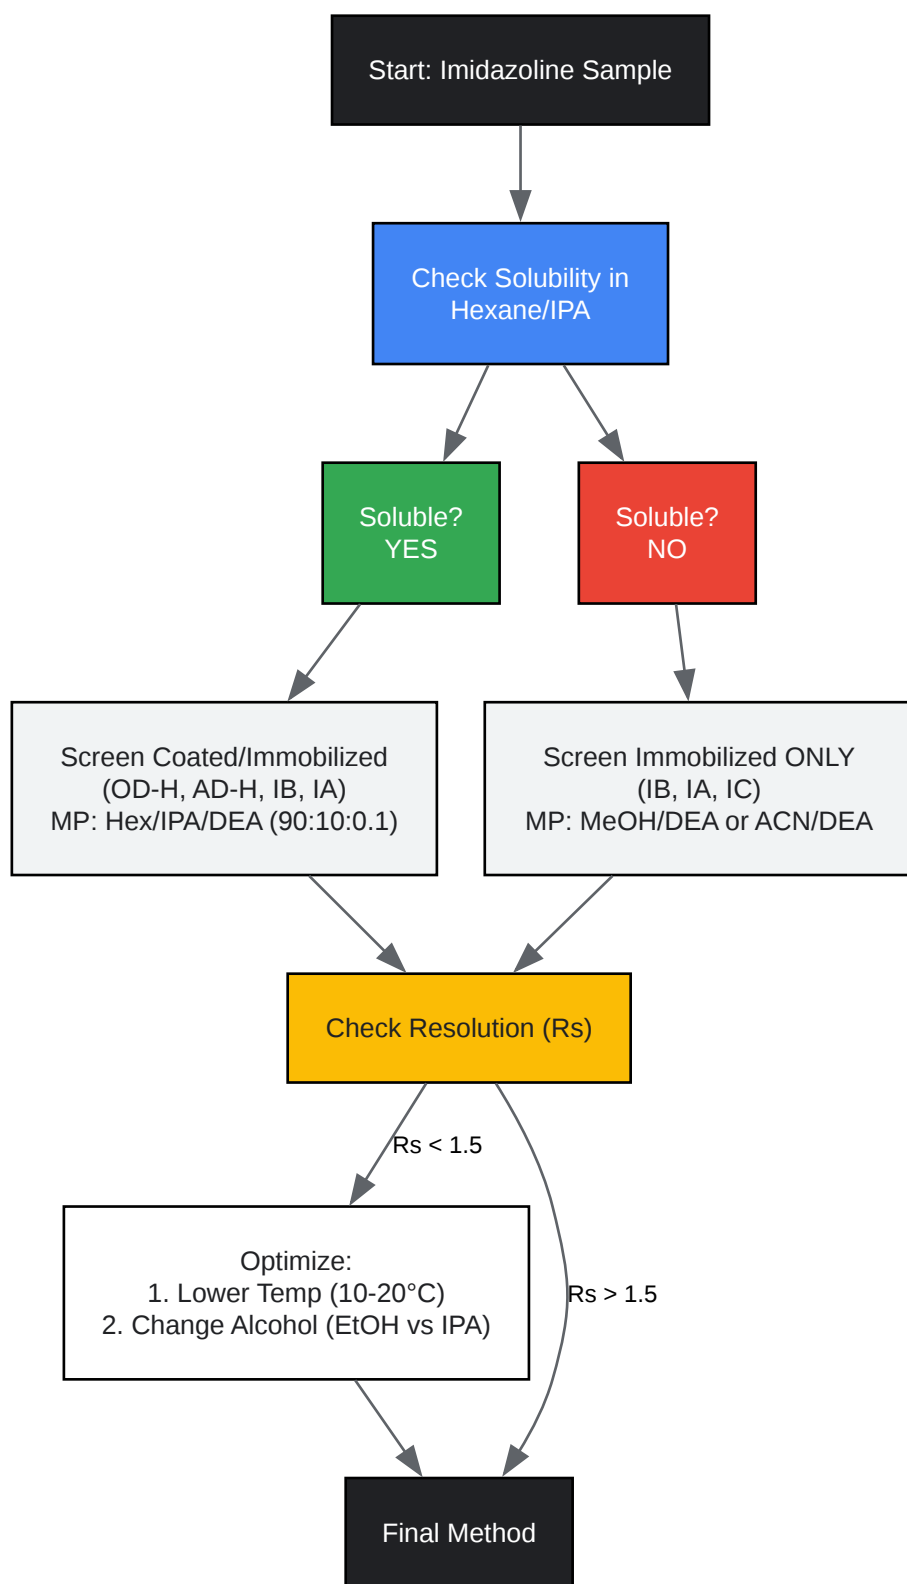 Start: Imidazoline Sample
Check Solubility in
Hexane/IPA
Soluble?
YES
Soluble?
NO
Screen Coated/Immobilized
(OD-H, AD-H, IB, IA)
MP: Hex/IPA/DEA (90:10:0.1)
Screen Immobilized ONLY
(IB, IA, IC)
MP: MeOH/DEA or ACN/DEA
Check Resolution (Rs)
Rs < 1.5
Optimize:
1. Lower Temp (10-20°C)
2. Change Alcohol (EtOH vs IPA)
Rs > 1.5
Final Method